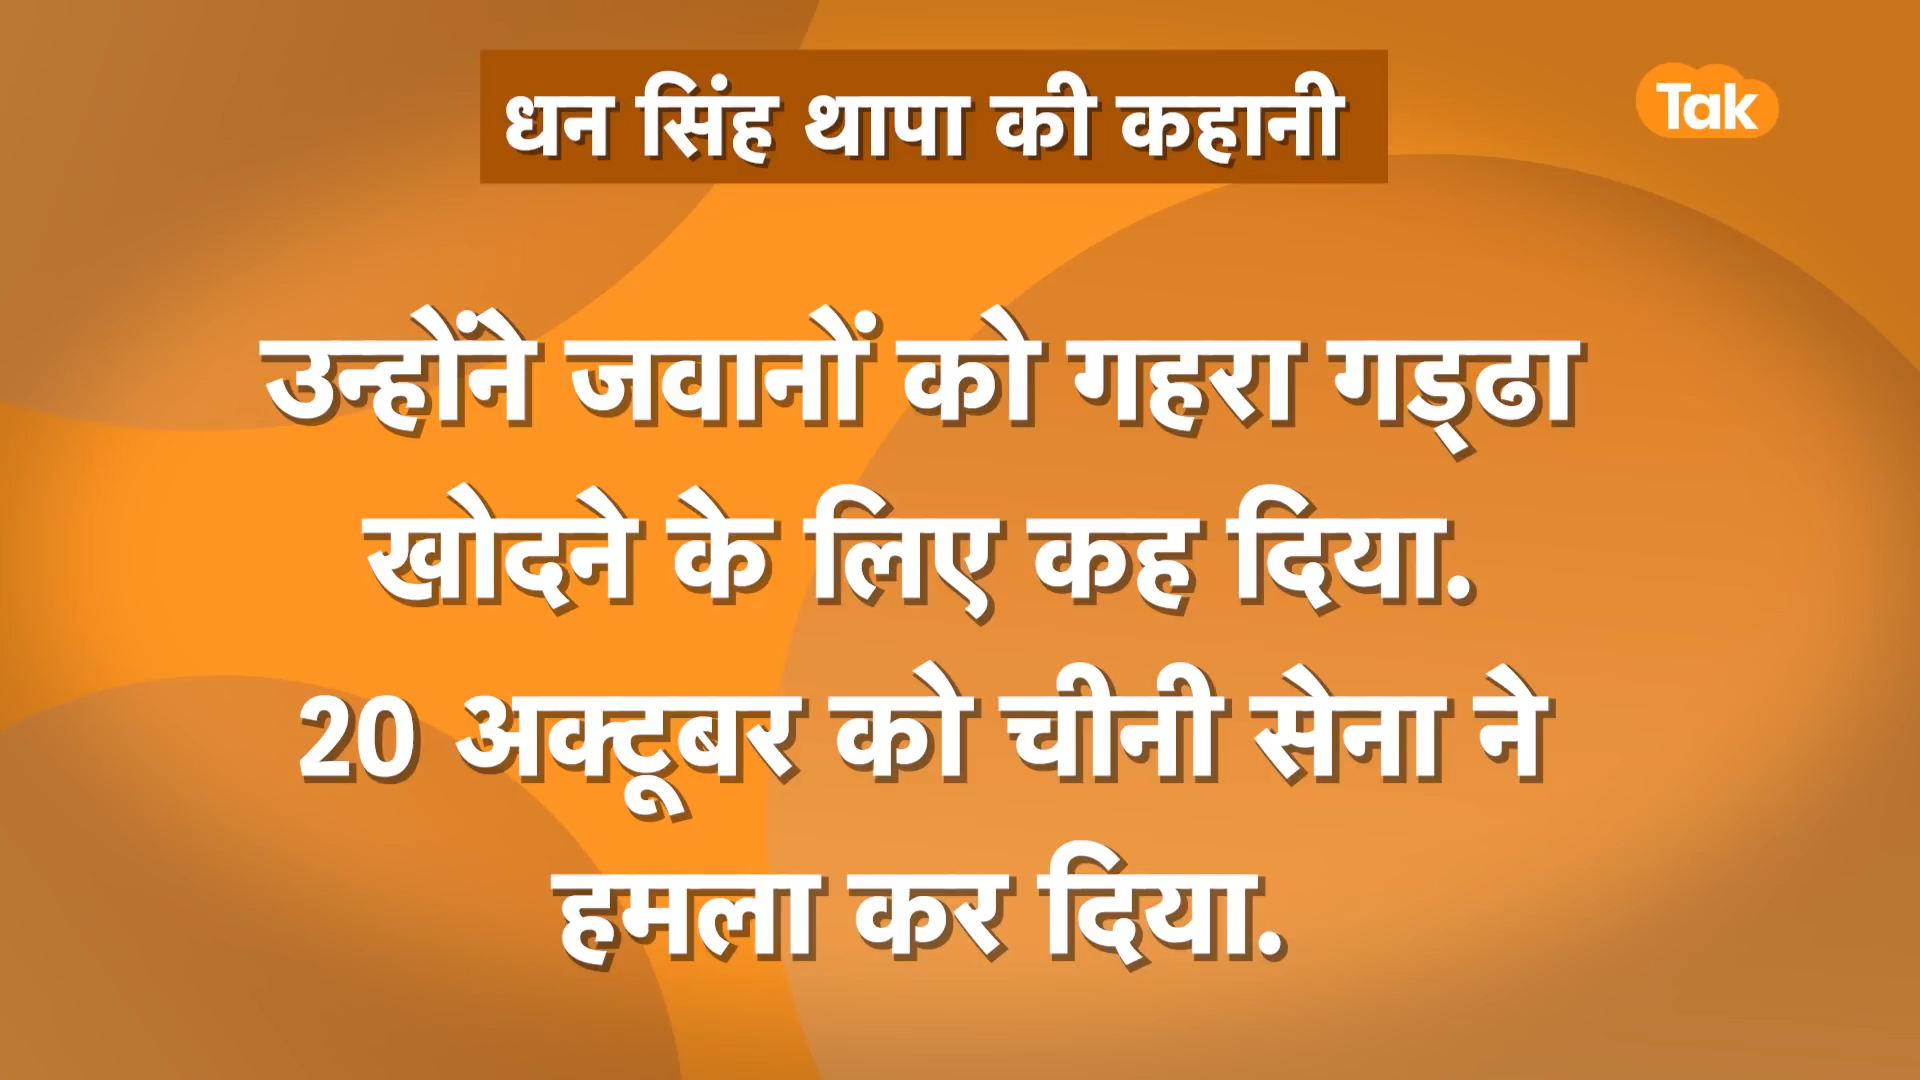 धन सिंह थापा की कहानी
Tak
उन्होंने जवानों को गहरा गड्ढा
खोदने के लिए कह दिया.
20 अक्टूबर को चीनी सेना ने
हमला कर दिया.